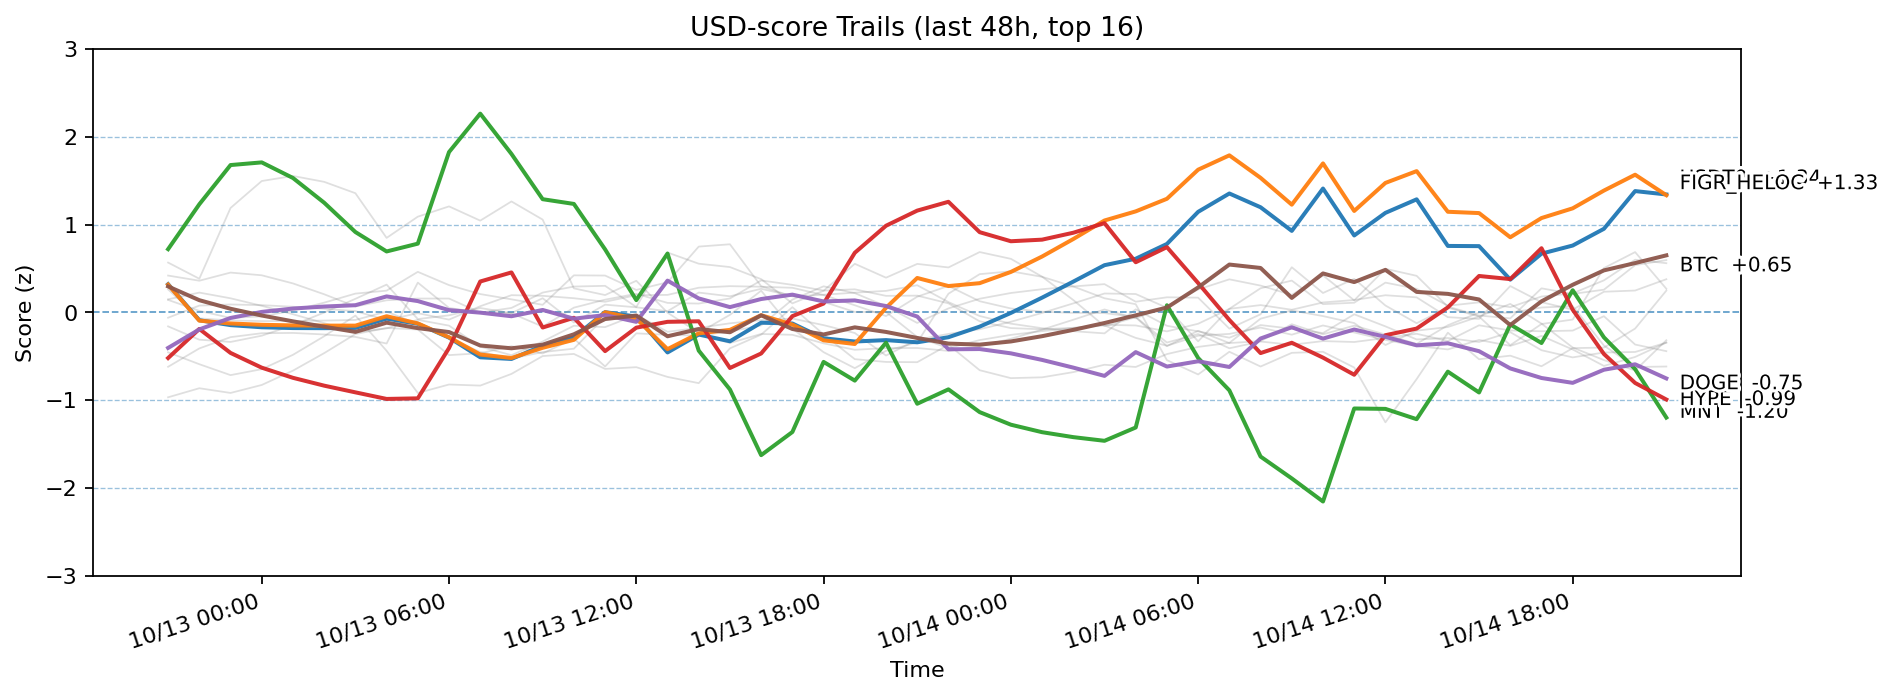 USD-score Trails (last 48h, top 16)
Score (z)
3
2
1
0
−1
−2
−3
FIGR_HELOC +1.33
BTC +0.65
DOGE -0.75
HYPE -0.99
MNT -1.20
10/13 00:00
10/13 06:00
10/13 12:00
10/13 18:00
10/14 00:00
10/14 06:00
10/14 12:00
10/14 18:00
Time